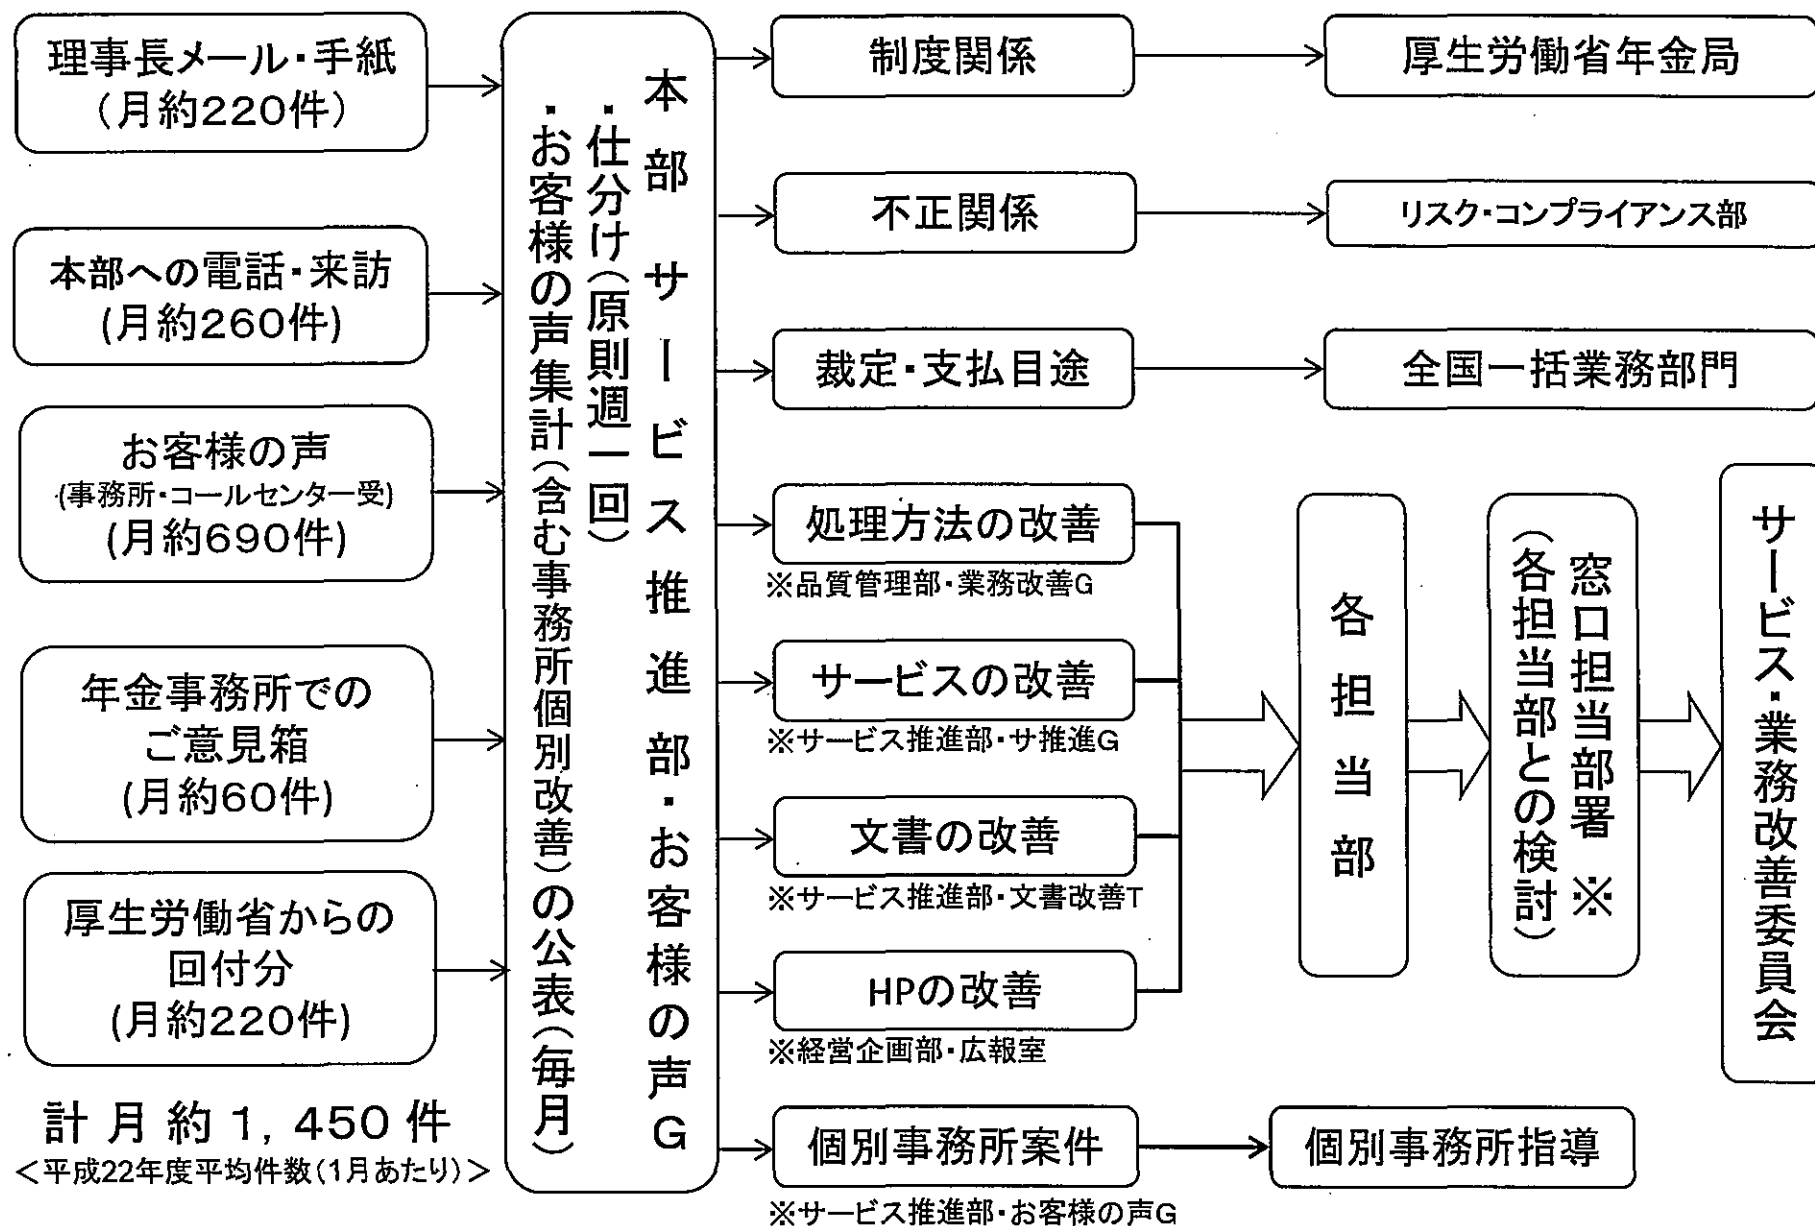 理事長メール・手紙
(月約220件)
本部への電話・来訪
(月約260件)
お客様の声
(事務所・コールセンター受)
(月約690件)
年金事務所での
ご意見箱
(月約60件)
厚生労働省からの
回付分
(月約220件)
計 月 約 1, 450 件
<平成22年度平均件数(1月あたり)>
本部 サービス推進部・お客様の声G
・仕分け(原則週一回)
・お客様の声集計(含む事務所個別改善)の公表(毎月)
制度関係
厚生労働省年金局
不正関係
リスク・コンプライアンス部
裁定・支払目途
全国一括業務部門
処理方法の改善
※品質管理部・業務改善G
サービスの改善
※サービス推進部・サ推進G
文書の改善
※サービス推進部・文書改善T
HPの改善
※経営企画部・広報室
各担当部
窓口担当部署 ※
(各担当部との検討)
サービス・業務改善委員会
個別事務所案件
※サービス推進部・お客様の声G
個別事務所指導